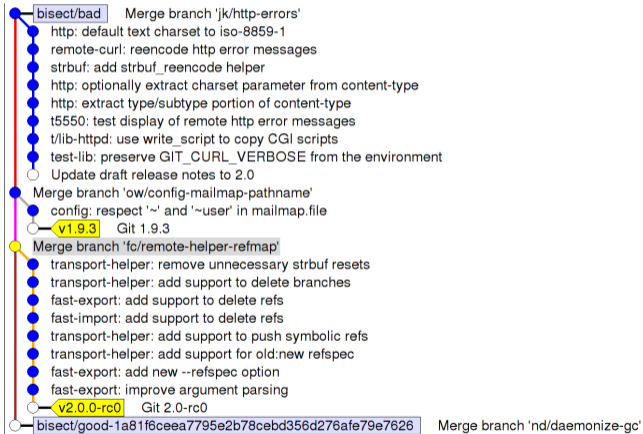 bisect/bad Merge branch 'jk/http-errors'
http: default text charset to iso-8859-1
remote-curl: reencode http error messages
strbuf: add strbuf_reencode helper
http: optionally extract charset parameter from content-type
http: extract type/subtype portion of content-type
t5550: test display of remote http error messages
t/lib-httpd: use write_script to copy CGI scripts
test-lib: preserve GIT_CURL_VERBOSE from the environment
Update draft release notes to 2.0
Merge branch 'ow/config-mailmap-pathname'
config: respect '~' and '~user' in mailmap.file
v1.9.3 Git 1.9.3
Merge branch 'fc/remote-helper-refmap'
transport-helper: remove unnecessary strbuf resets
transport-helper: add support to delete branches
fast-export: add support to delete refs
fast-import: add support to delete refs
transport-helper: add support to push symbolic refs
transport-helper: add support for old:new refspec
fast-export: add new --refspec option
fast-export: improve argument parsing
v2.0.0-rc0 Git 2.0-rc0
bisect/good-1a81f6ceea7795e2b78cebd356d276afe79e7626 Merge branch 'nd/daemonize-gc'